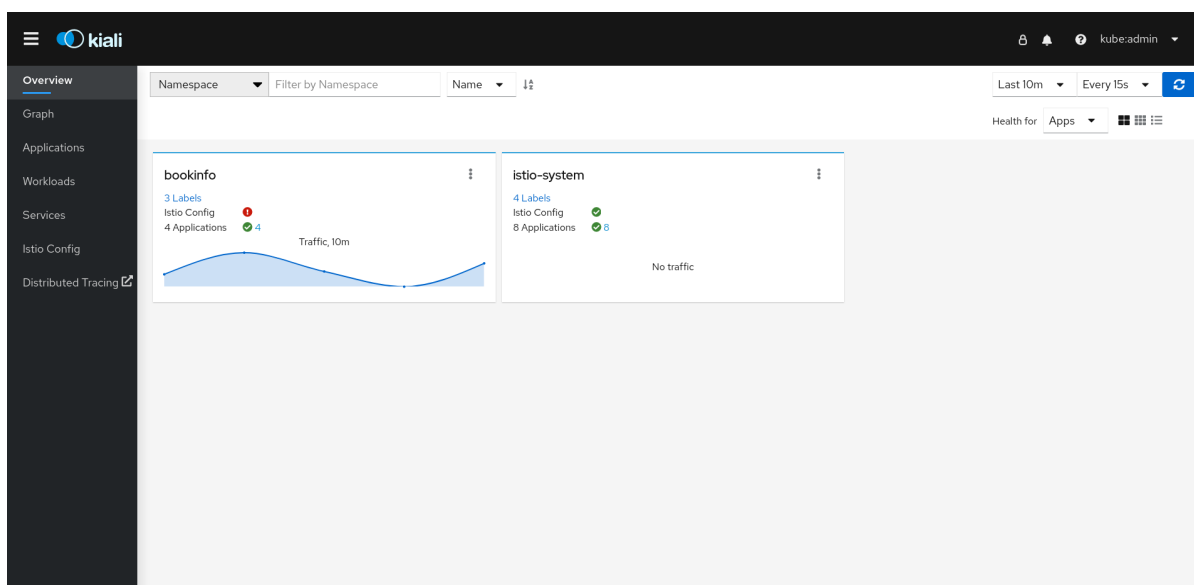 kiali
kube:admin
Overview
Graph
Applications
Workloads
Services
Istio Config
Distributed Tracing
Namespace
Filter by Namespace
Name
Last 10m
Every 15s
Health for
Apps
bookinfo
3 Labels
Istio Config
4 Applications 4
Traffic, 10m
istio-system
4 Labels
Istio Config
8 Applications 8
No traffic